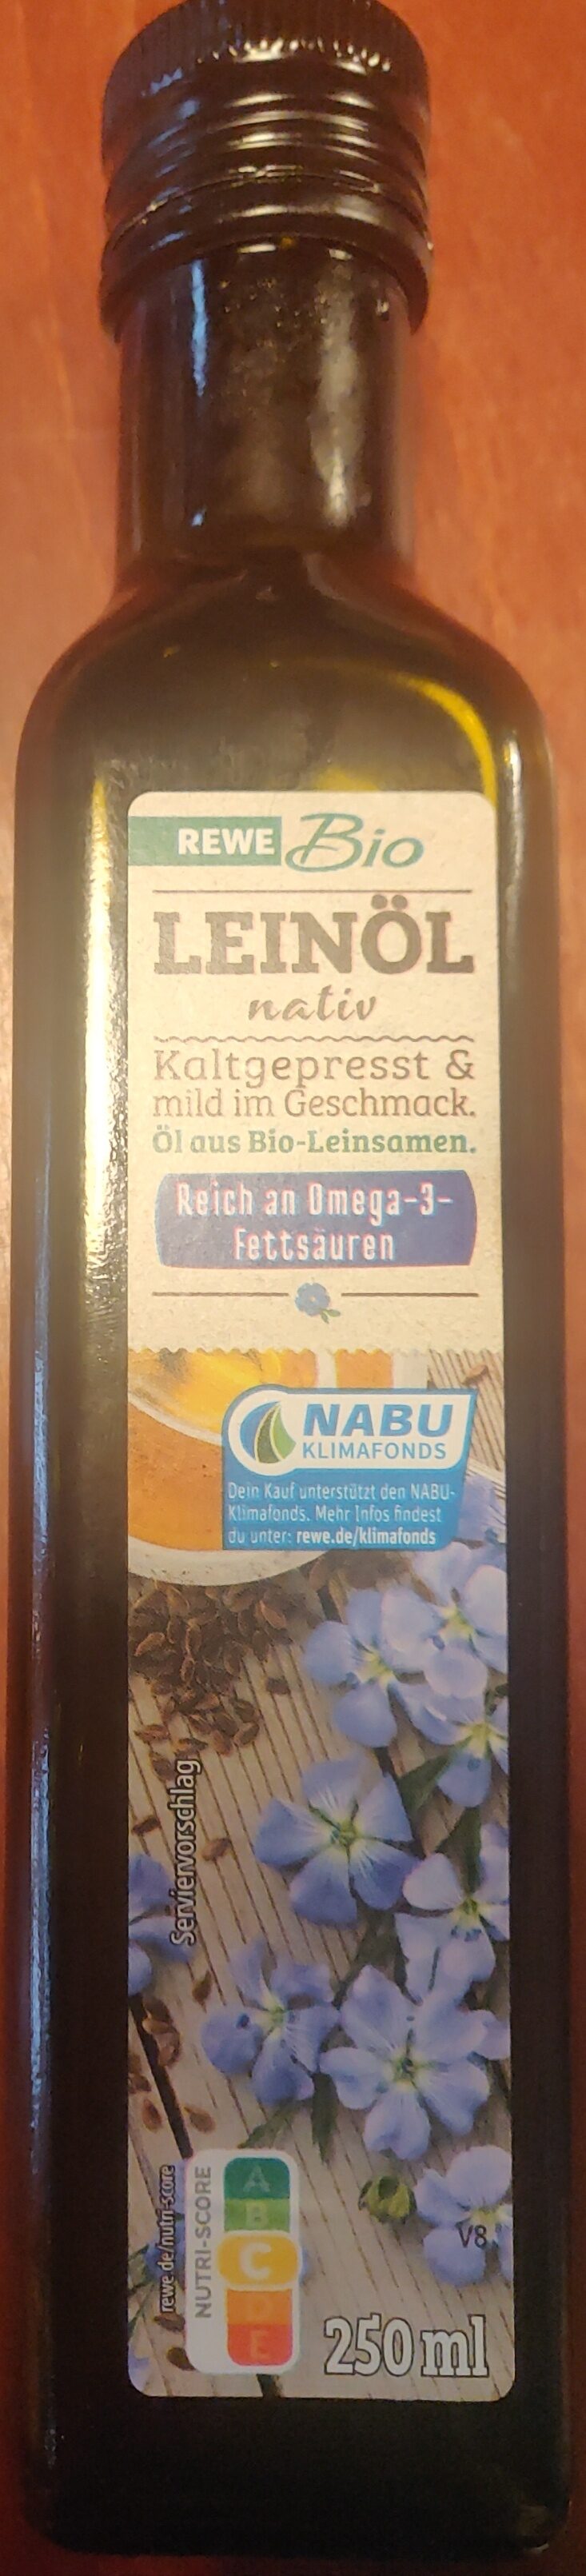 REWE Bio
LEINÖL
nativ
Kaltgepresst &
mild im Geschmack.
Öl aus Bio-Leinsamen.
Reich an Omega-3-
Fettsäuren
NABU
KLIMAFONDS
Dein Kauf unterstützt den NABU-
Klimafonds. Mehr Infos findest
du unter: rewe.de/klimafonds
Serviervorschlag
rewe.de/nutri-score
NUTRI-SCORE
A
B
C
D
E
V8
250 ml